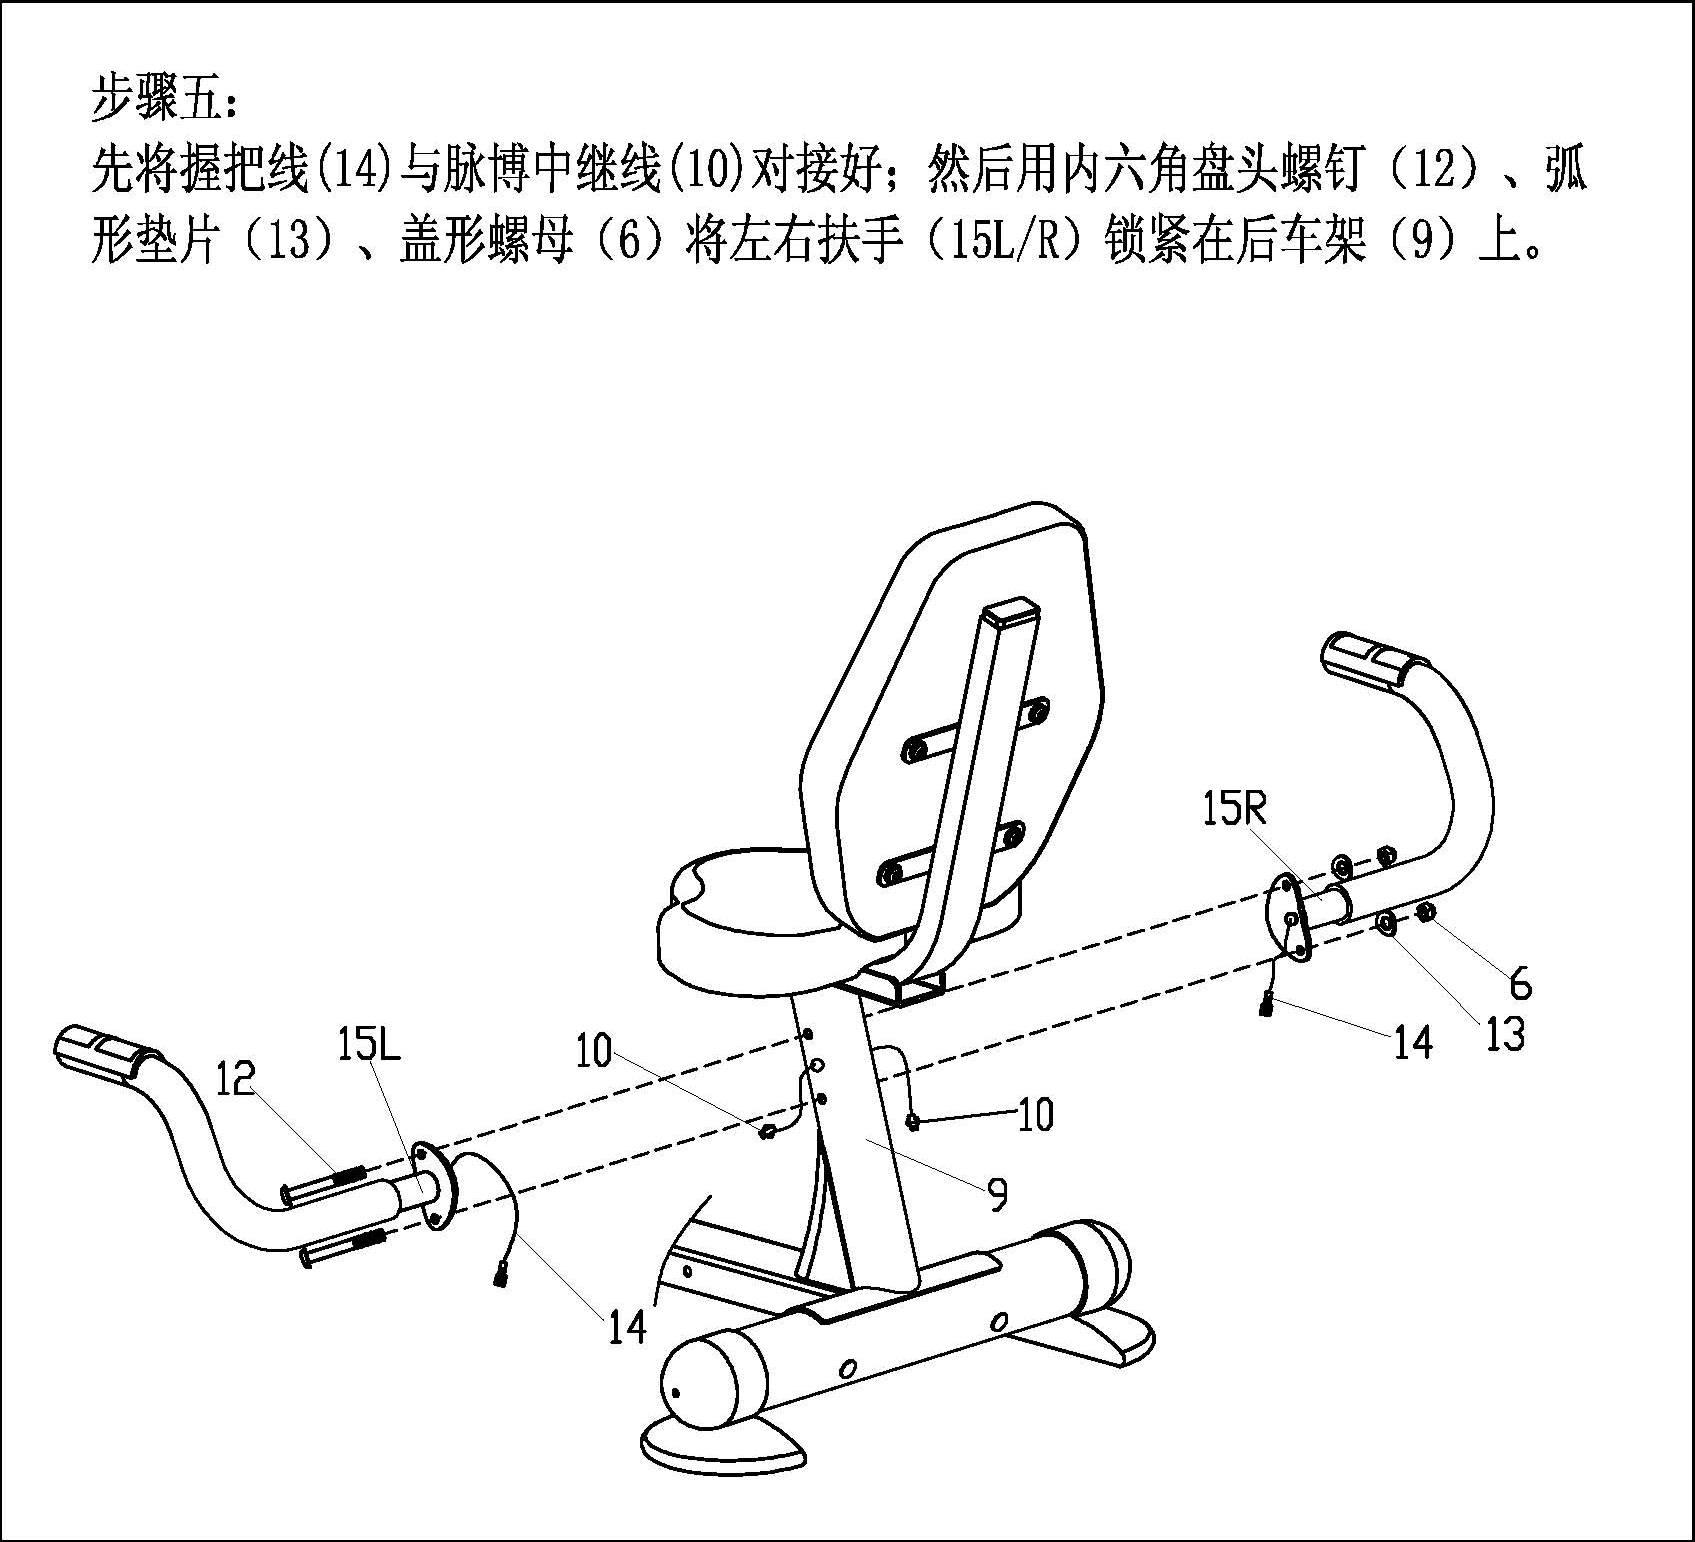 步骤五：
先将握把线(14)与脉博中继线(10)对接好；然后用内六角盘头螺钉（12）、弧
形垫片（13）、盖形螺母（6）将左右扶手（15L/R）锁紧在后车架（9）上。
15R
6
13
14
15L
12
10
10
9
14